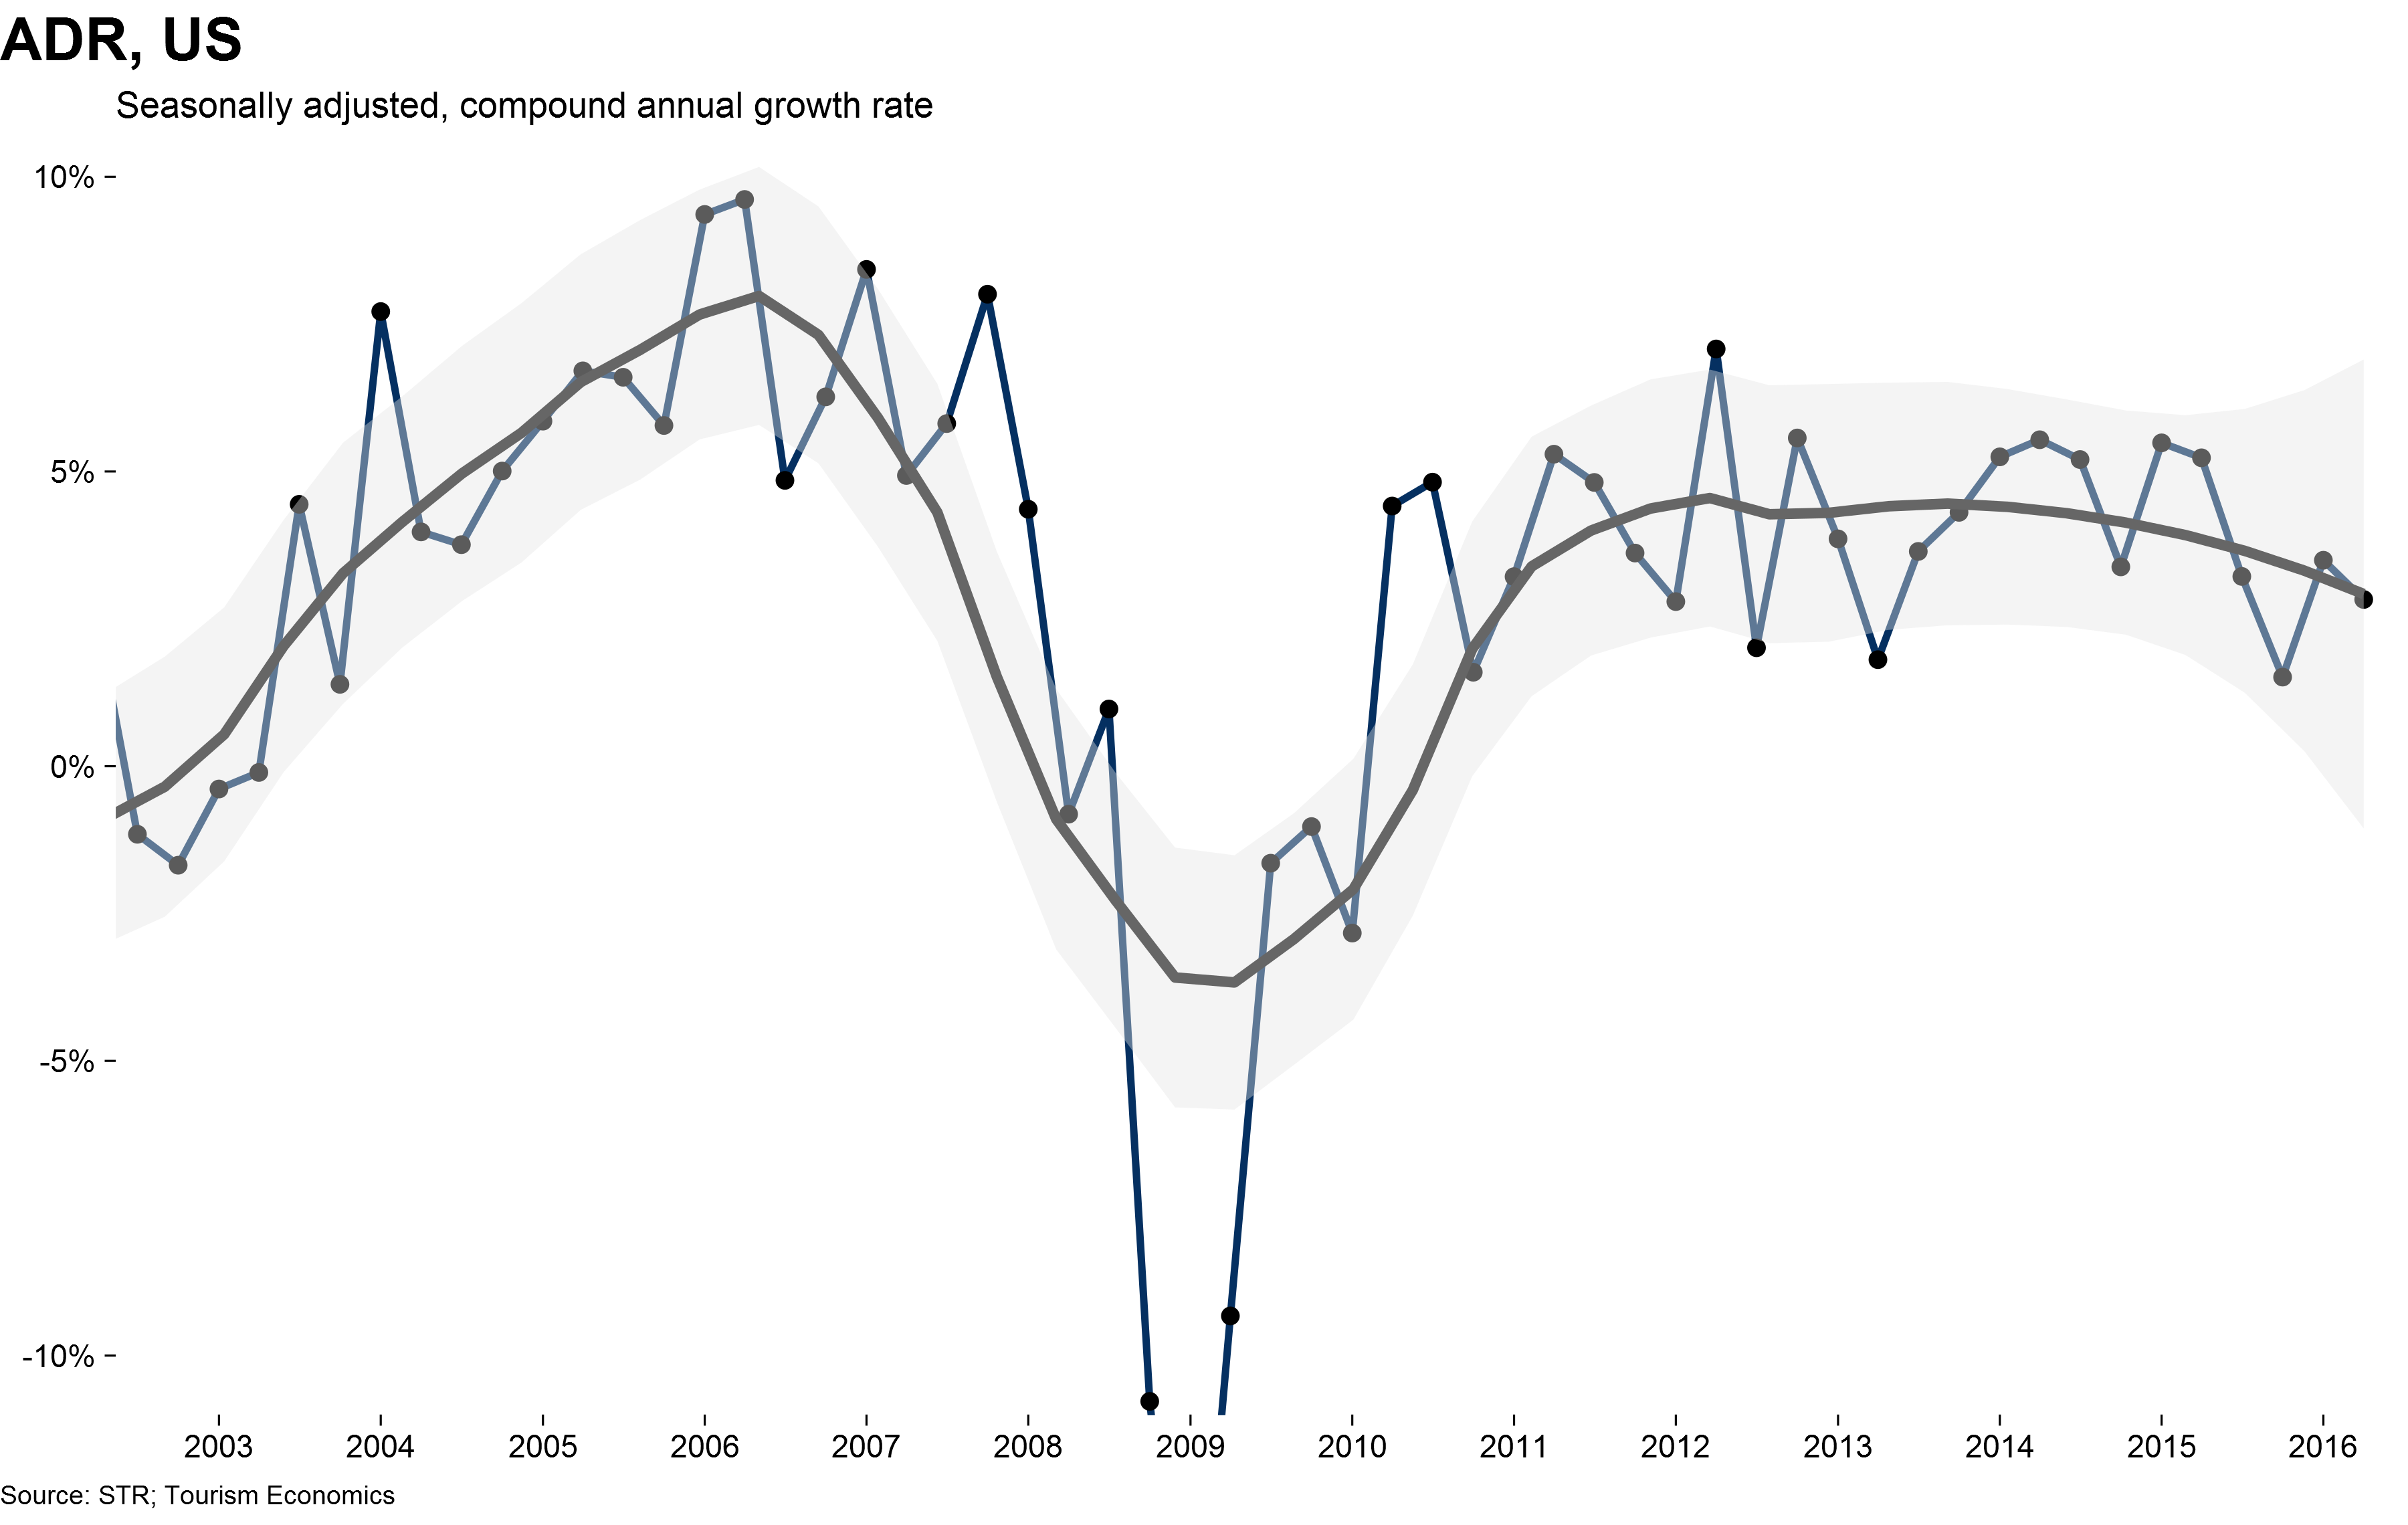 ADR, US
Seasonally adjusted, compound annual growth rate
10%
5%
0%
-5%
-10%
2003 2004 2005 2006 2007 2008 2009 2010 2011 2012 2013 2014 2015 2016
Source: STR; Tourism Economics